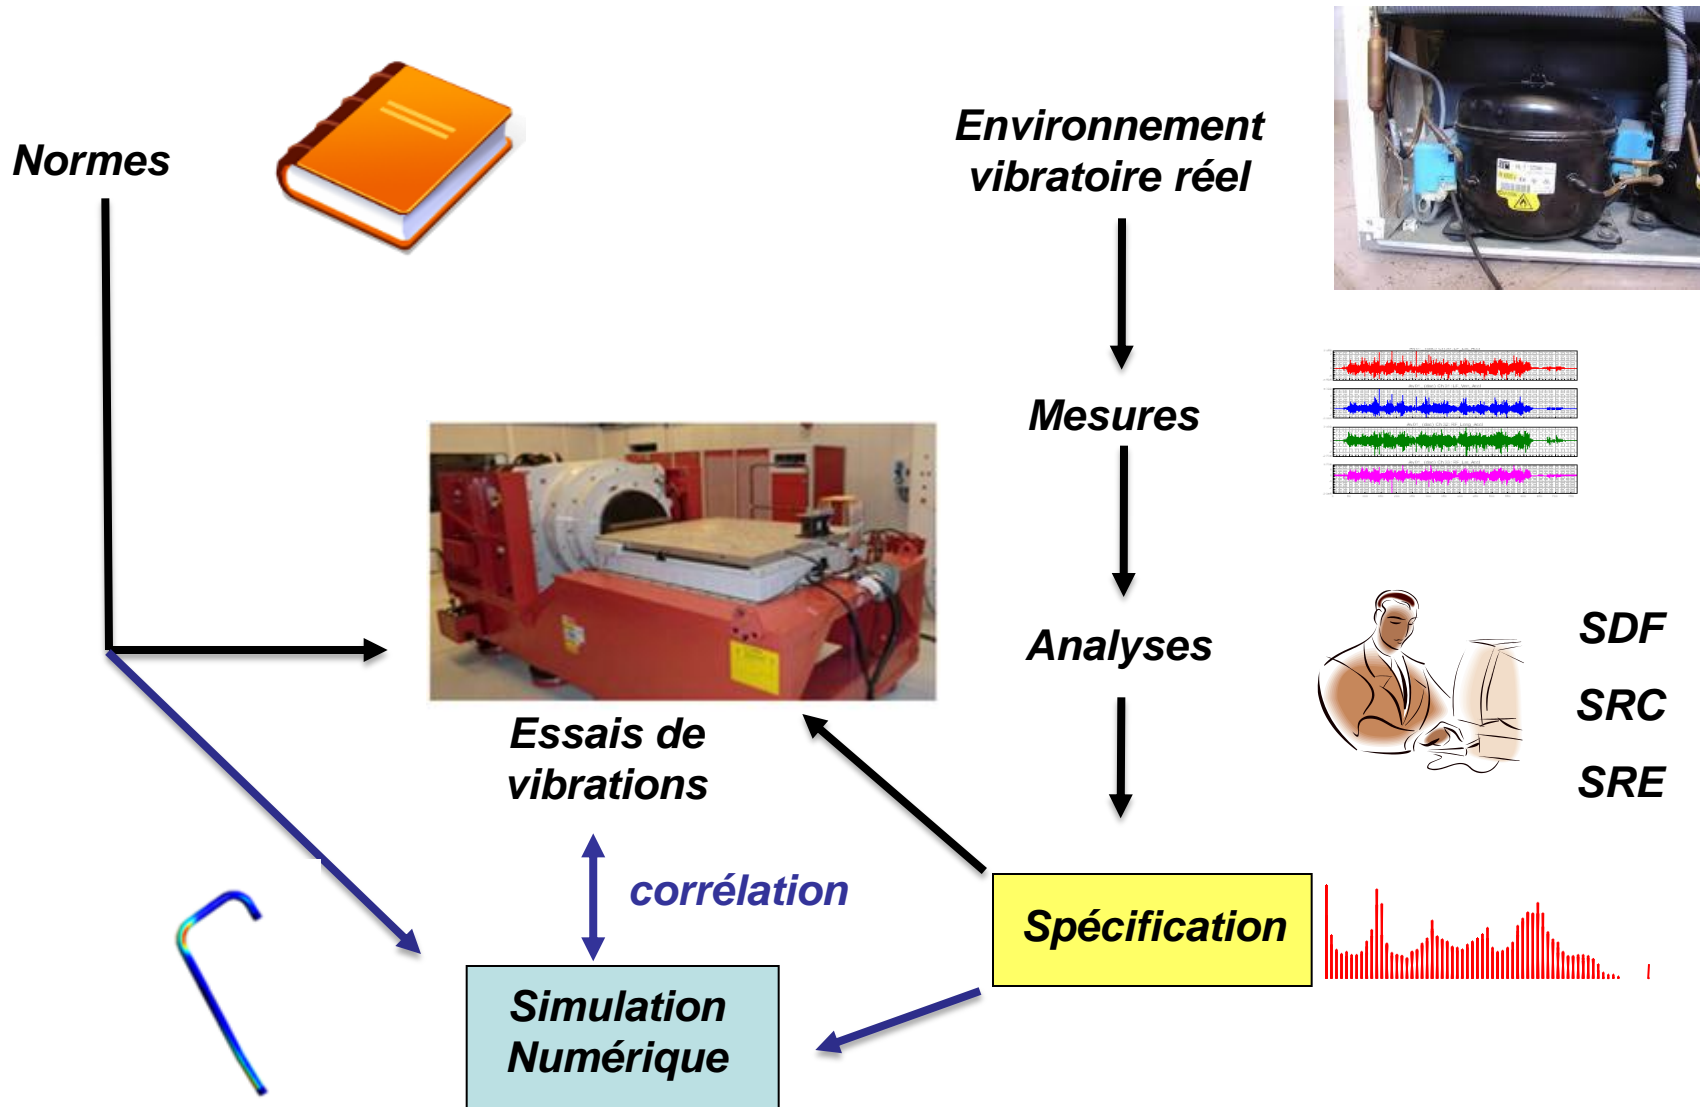 Normes
Environnement
vibratoire réel
Mesures
Analyses
SDF
SRC
SRE
Essais de
vibrations
corrélation
Spécification
Simulation
Numérique